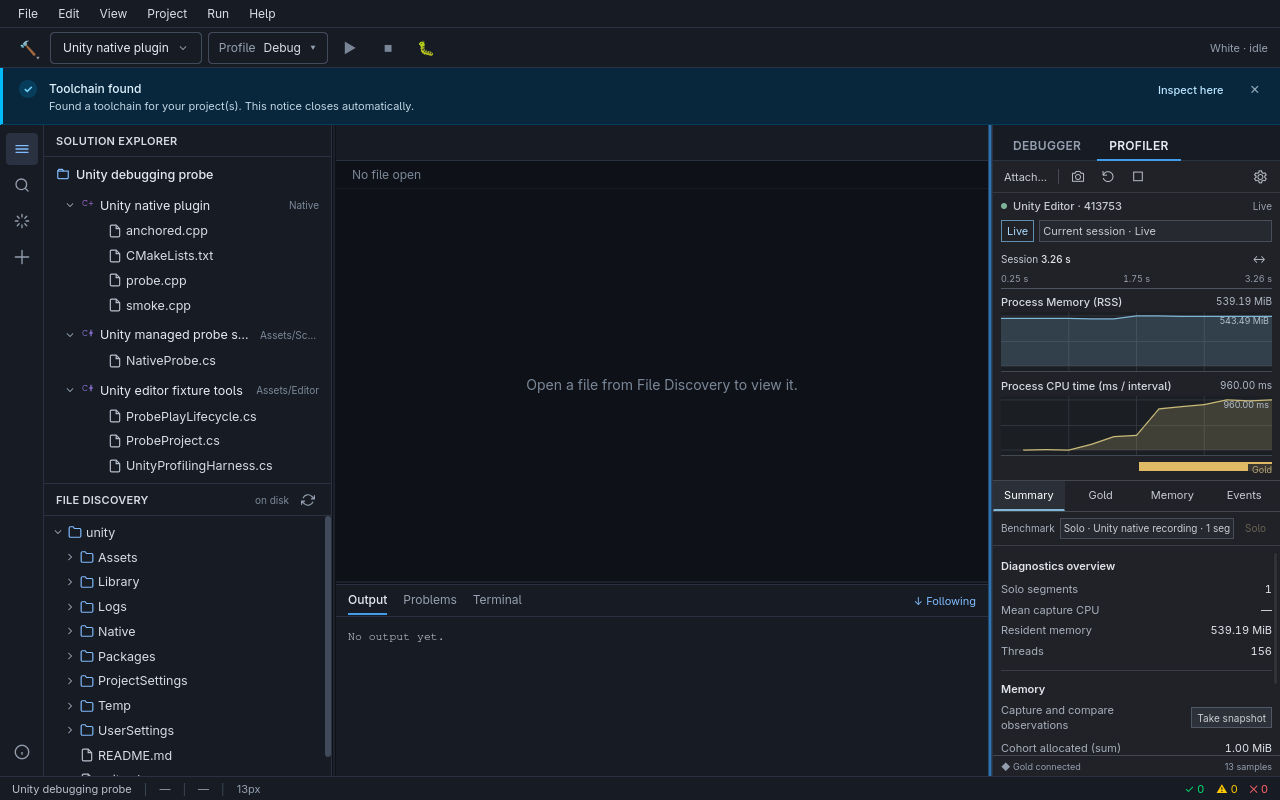 File Edit View Project Run Help
Unity native plugin
Profile Debug
White · idle
Toolchain found
Found a toolchain for your project(s). This notice closes automatically.
Inspect here
SOLUTION EXPLORER
Unity debugging probe
Unity native plugin Native
anchored.cpp
CMakeLists.txt
probe.cpp
smoke.cpp
Unity managed probe s... Assets/Sc...
NativeProbe.cs
Unity editor fixture tools Assets/Editor
ProbePlayLifecycle.cs
ProbeProject.cs
UnityProfilingHarness.cs
FILE DISCOVERY on disk
unity
Assets
Library
Logs
Native
Packages
ProjectSettings
Temp
UserSettings
README.md
No file open
Open a file from File Discovery to view it.
Output Problems Terminal
↓ Following
No output yet.
DEBUGGER PROFILER
Attach...
Unity Editor · 413753 Live
Live Current session · Live
Session 3.26 s
0.25 s 1.75 s 3.26 s
Process Memory (RSS) 539.19 MiB
543.49 MiB
Process CPU time (ms / interval) 960.00 ms
960.00 ms
Gold
Summary Gold Memory Events
Benchmark Solo · Unity native recording · 1 seg Solo
Diagnostics overview
Solo segments 1
Mean capture CPU —
Resident memory 539.19 MiB
Threads 156
Memory
Capture and compare
observations
Take snapshot
Cohort allocated (sum) 1.00 MiB
Gold connected 13 samples
Unity debugging probe — — 13px
0 0 0